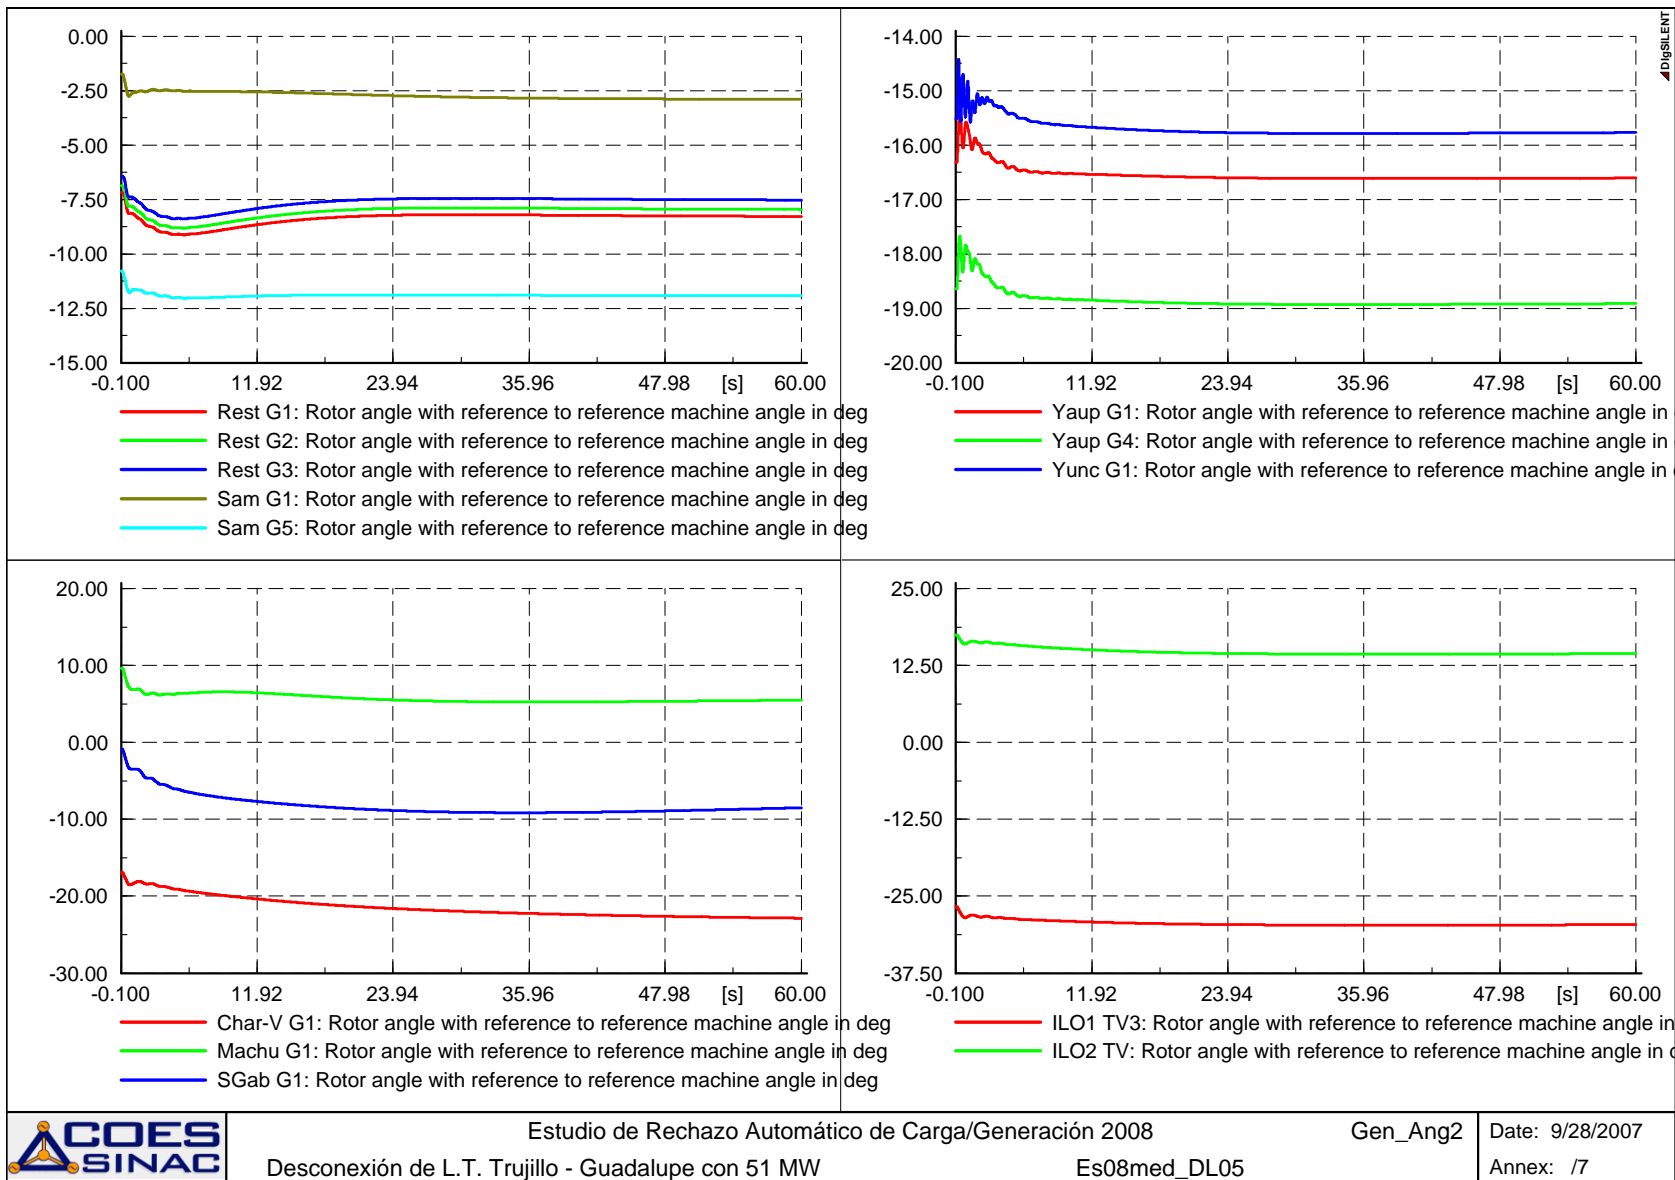 DIgSILENT
0.00
-2.50
-5.00
-7.50
-10.00
-12.50
-15.00
-0.100 11.92 23.94 35.96 47.98 [s] 60.00
Rest G1: Rotor angle with reference to reference machine angle in deg
Rest G2: Rotor angle with reference to reference machine angle in deg
Rest G3: Rotor angle with reference to reference machine angle in deg
Sam G1: Rotor angle with reference to reference machine angle in deg
Sam G5: Rotor angle with reference to reference machine angle in deg
-14.00
-15.00
-16.00
-17.00
-18.00
-19.00
-20.00
-0.100 11.92 23.94 35.96 47.98 [s] 60.00
Yaup G1: Rotor angle with reference to reference machine angle in
Yaup G4: Rotor angle with reference to reference machine angle in
Yunc G1: Rotor angle with reference to reference machine angle in
20.00
10.00
0.00
-10.00
-20.00
-30.00
-0.100 11.92 23.94 35.96 47.98 [s] 60.00
Char-V G1: Rotor angle with reference to reference machine angle in deg
Machu G1: Rotor angle with reference to reference machine angle in deg
SGab G1: Rotor angle with reference to reference machine angle in deg
25.00
12.50
0.00
-12.50
-25.00
-37.50
-0.100 11.92 23.94 35.96 47.98 [s] 60.00
ILO1 TV3: Rotor angle with reference to reference machine angle in
ILO2 TV: Rotor angle with reference to reference machine angle in
COES
SINAC
Estudio de Rechazo Automático de Carga/Generación 2008 Gen_Ang2
Desconexión de L.T. Trujillo - Guadalupe con 51 MW Es08med_DL05
Date: 9/28/2007
Annex: /7